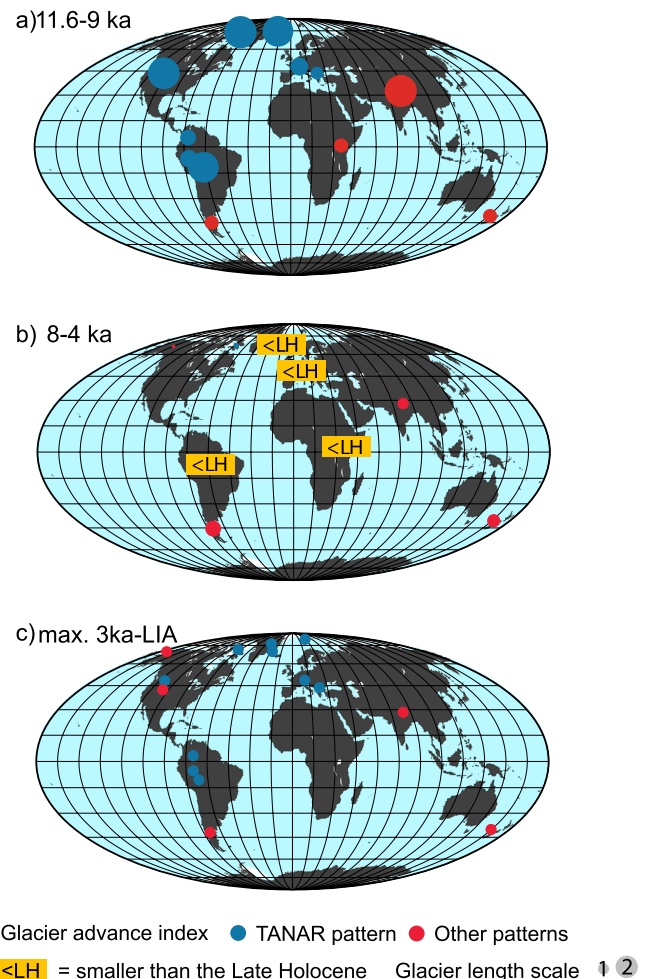 a)11.6-9 ka
b) 8-4 ka
<LH
<LH
<LH
<LH
c)max. 3ka-LIA
Glacier advance index TANAR pattern Other patterns
<LH = smaller than the Late Holocene Glacier length scale 1 2